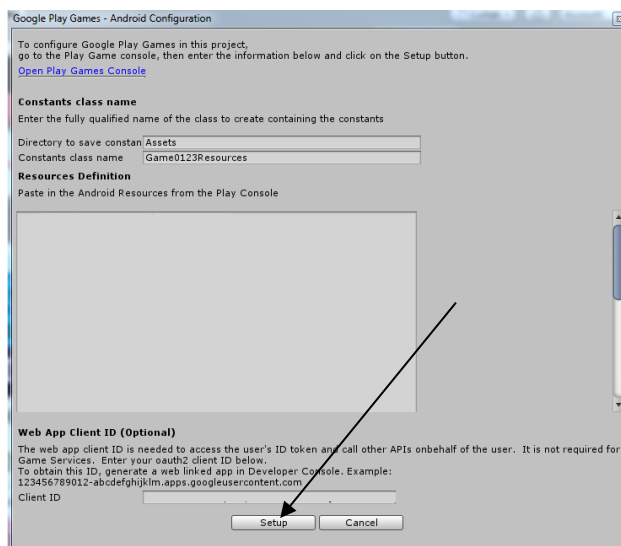 Google Play Games - Android Configuration
To configure Google Play Games in this project,
go to the Play Game console, then enter the information below and click on the Setup button.
Open Play Games Console
Constants class name
Enter the fully qualified name of the class to create containing the constants
Directory to save constan Assets
Constants class name Game0123Resources
Resources Definition
Paste in the Android Resources from the Play Console
Web App Client ID (Optional)
The web app client ID is needed to access the user's ID token and call other APIs onbehalf of the user. It is not required for
Game Services. Enter your oauth2 client ID below.
To obtain this ID, generate a web linked app in Developer Console. Example:
123456789012-abcdefghijklm.apps.googleusercontent.com
Client ID
Setup Cancel